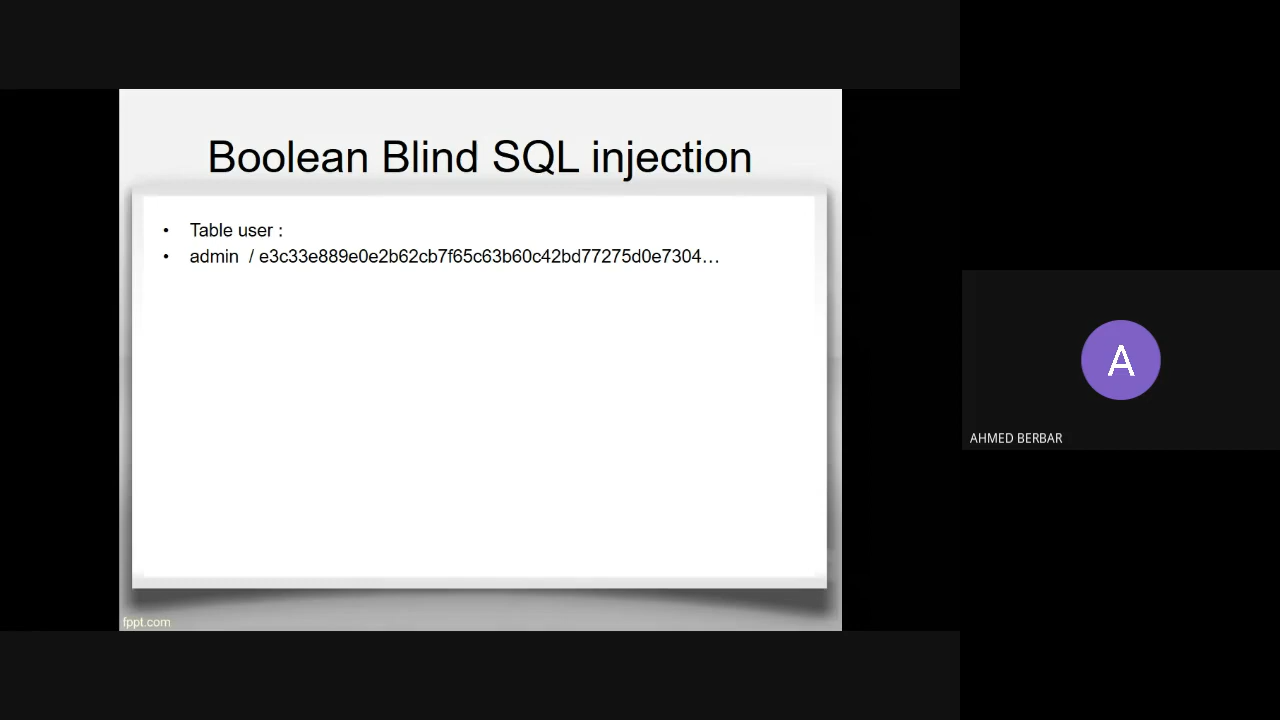 Boolean Blind SQL injection
• Table user :
• admin / e3c33e889e0e2b62cb7f65c63b60c42bd77275d0e7304…
fppt.com
A
AHMED BERBAR